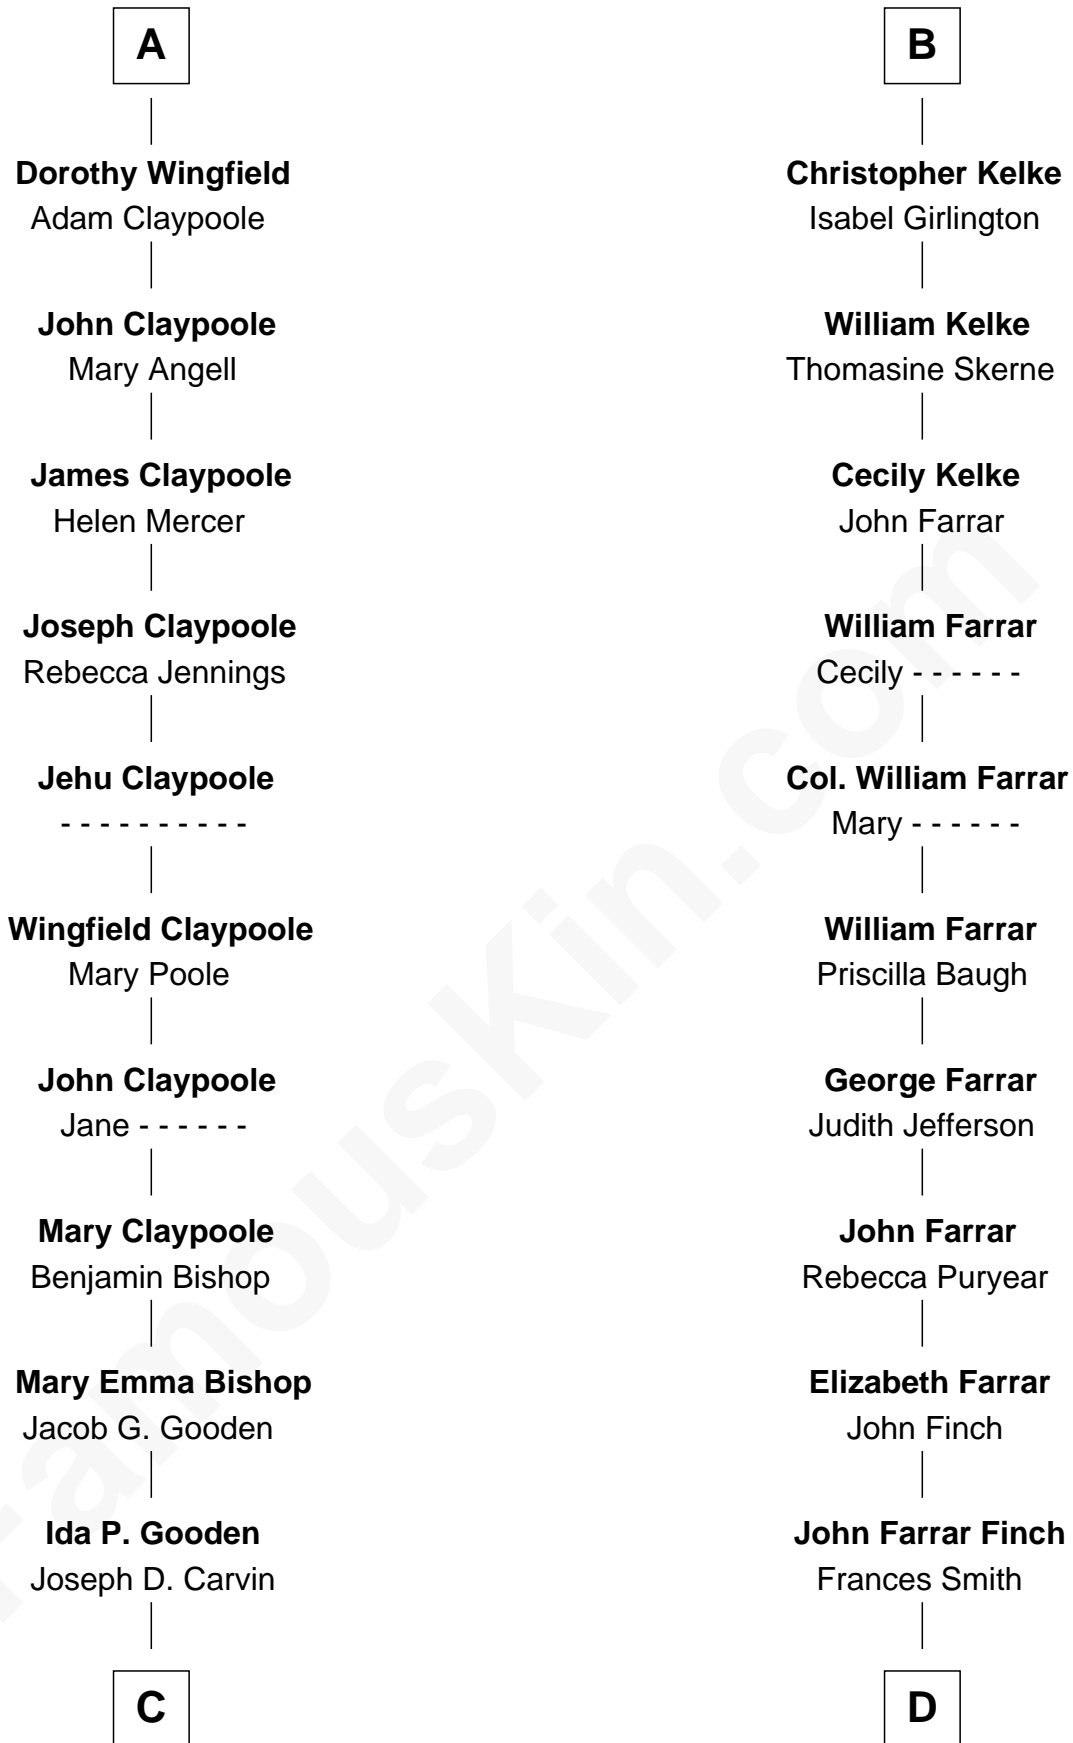 A
Dorothy Wingfield
Adam Claypoole
John Claypoole
Mary Angell
James Claypoole
Helen Mercer
Joseph Claypoole
Rebecca Jennings
Jehu Claypoole
- - - - - - - - - -
Wingfield Claypoole
Mary Poole
John Claypoole
Jane - - - - - -
Mary Claypoole
Benjamin Bishop
Mary Emma Bishop
Jacob G. Gooden
Ida P. Gooden
Joseph D. Carvin
C
B
Christopher Kelke
Isabel Girlington
William Kelke
Thomasine Skerne
Cecily Kelke
John Farrar
William Farrar
Cecily - - - - - -
Col. William Farrar
Mary - - - - - -
William Farrar
Priscilla Baugh
George Farrar
Judith Jefferson
John Farrar
Rebecca Puryear
Elizabeth Farrar
John Finch
John Farrar Finch
Frances Smith
D
FamousKin.com